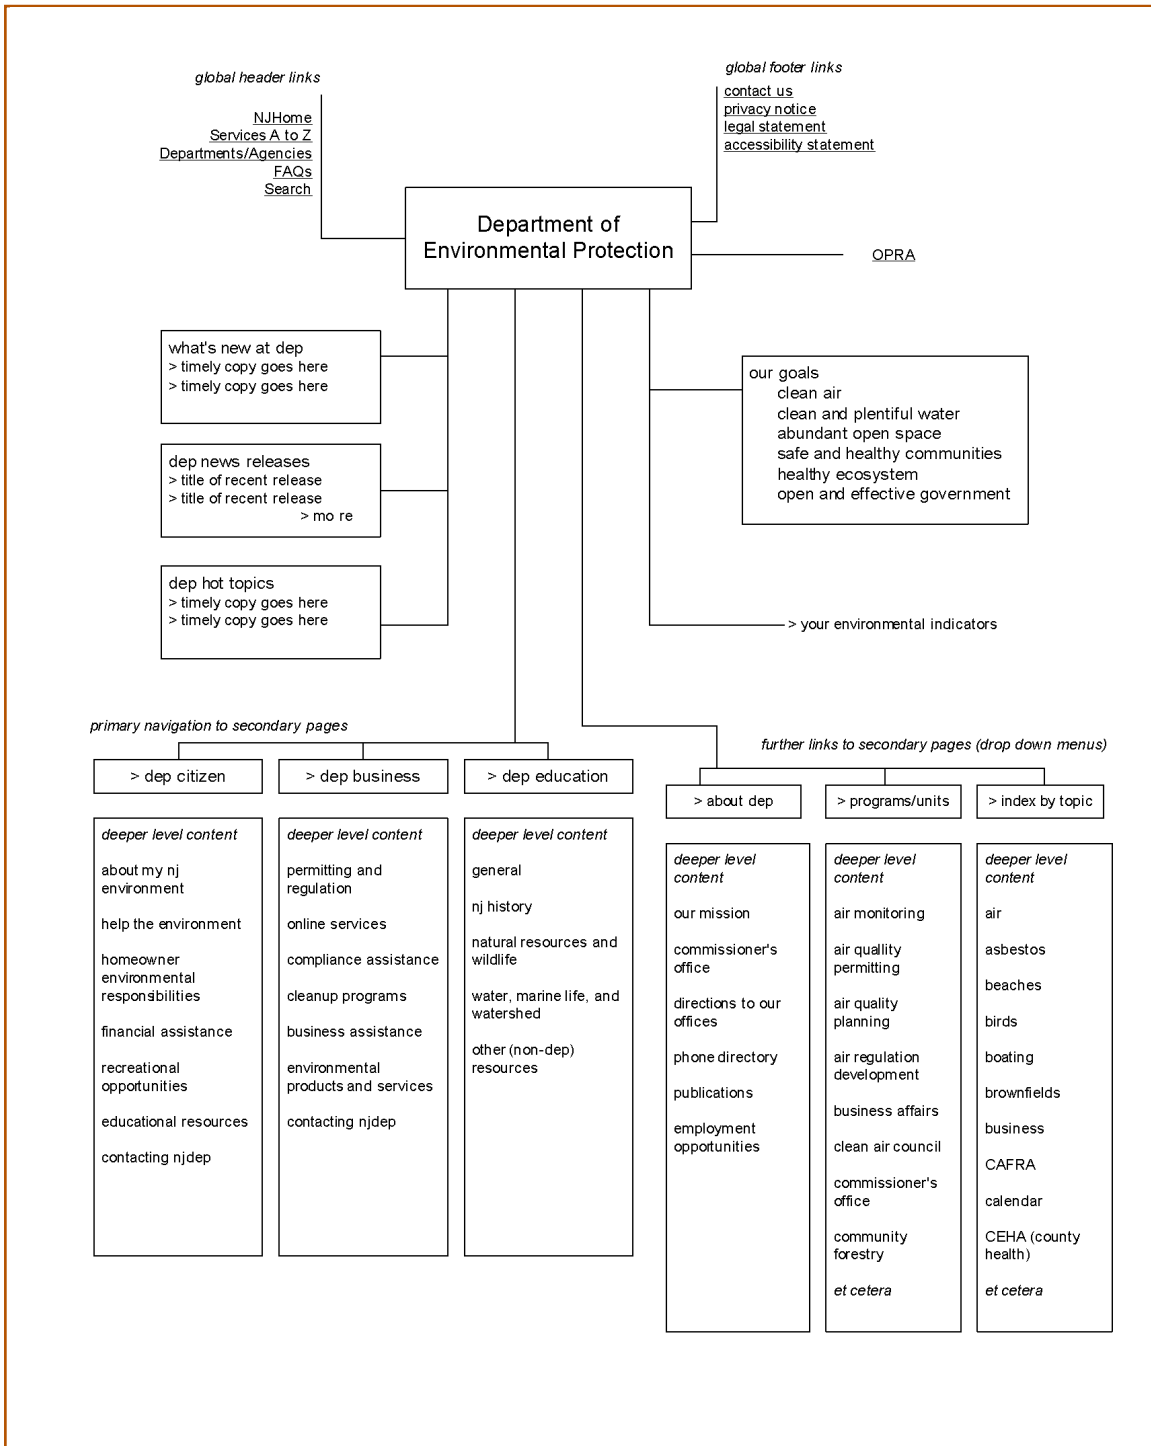 global header links
NJHome
Services A to Z
Departments/Agencies
FAQs
Search
global footer links
contact us
privacy notice
legal statement
accessibility statement
Department of
Environmental Protection
OPRA
what's new at dep
> timely copy goes here
> timely copy goes here
dep news releases
> title of recent release
> title of recent release
> mo re
dep hot topics
> timely copy goes here
> timely copy goes here
our goals
clean air
clean and plentiful water
abundant open space
safe and healthy communities
healthy ecosystem
open and effective government
> your environmental indicators
primary navigation to secondary pages
> dep citizen
> dep business
> dep education
deeper level content
about my nj
environment
help the environment
homeowner
environmental
responsibilities
financial assistance
recreational
opportunities
educational resources
contacting njdep
deeper level content
permitting and
regulation
online services
compliance assistance
cleanup programs
business assistance
environmental
products and services
contacting njdep
deeper level content
general
nj history
natural resources and
wildlife
water, marine life, and
watershed
other (non-dep)
resources
further links to secondary pages (drop down menus)
> about dep
> programs/units
> index by topic
deeper level
content
our mission
commissioner's
office
directions to our
offices
phone directory
publications
employment
opportunities
deeper level
content
air monitoring
air quallity
permitting
air quality
planning
air regulation
development
business affairs
clean air council
commissioner's
office
community
forestry
et cetera
deeper level
content
air
asbestos
beaches
birds
boating
brownfields
business
CAFRA
calendar
CEHA (county
health)
et cetera